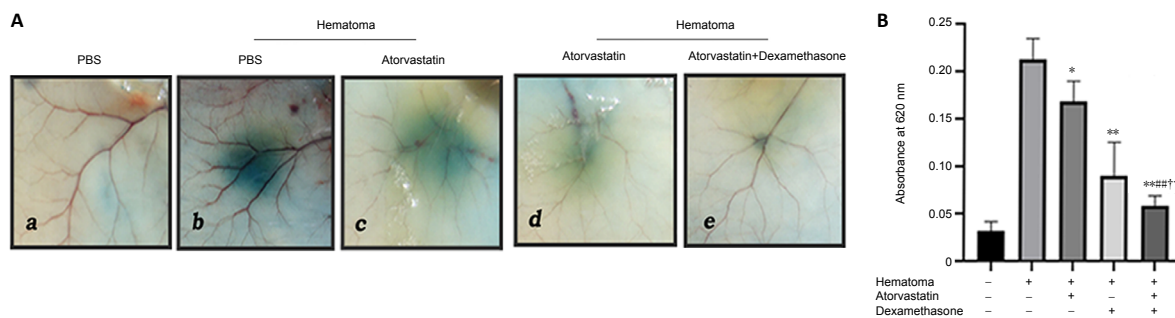 A
Hematoma
Hematoma
PBS
PBS
Atorvastatin
Atorvastatin
Atorvastatin+Dexamethasone
a
b
c
d
e
B
Absorbance at 620 nm
0.25
0.20
0.15
0.10
0.05
0
*
**
**##†
Hematoma – + + + +
Atorvastatin – – + – +
Dexamethasone – – – + +